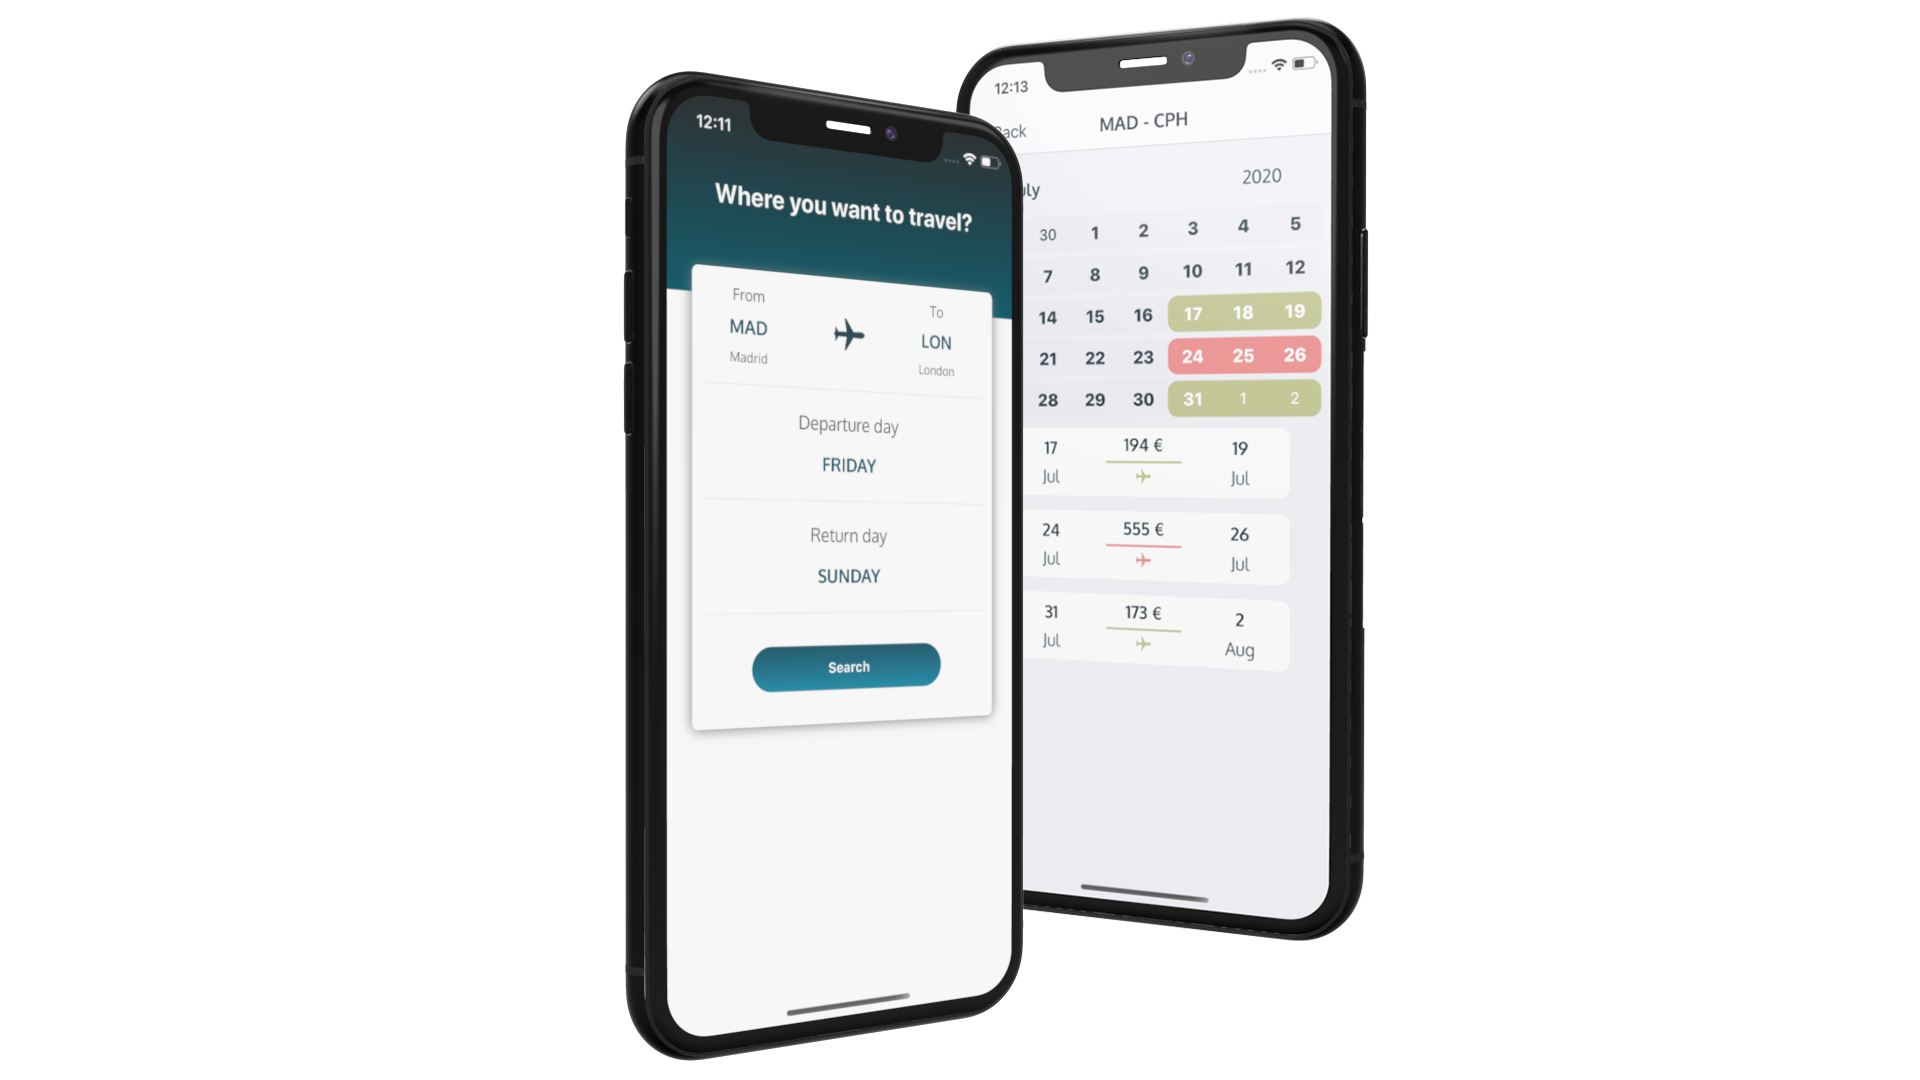 12:11
Where you want to travel?
From
To
MAD
LON
Madrid
London
Departure day
FRIDAY
Return day
SUNDAY
Search
12:13
MAD - CPH
2020
30 1 2 3 4 5
7 8 9 10 11 12
14 15 16 17 18 19
21 22 23 24 25 26
28 29 30 31 1 2
17 194 € 19
Jul Jul
24 555 € 26
Jul Jul
31 173 € 2
Jul Aug